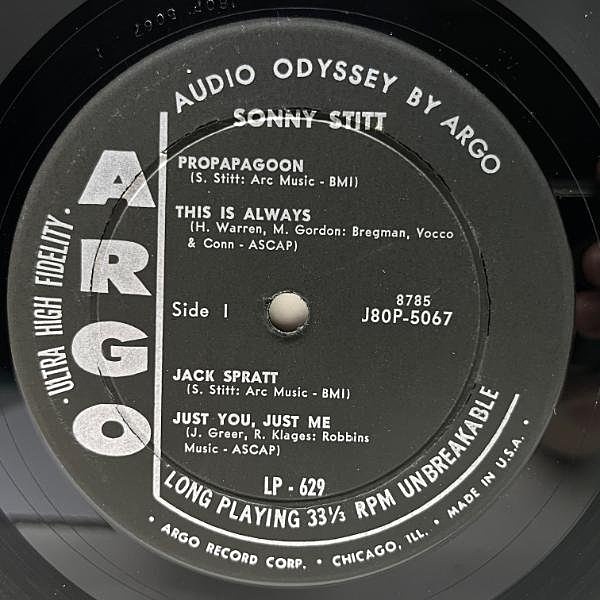 AUDIO ODYSSEY BY ARGO
SONNY STITT
PROPAPAGOON
(S. Stitt: Arc Music - BMI)
THIS IS ALWAYS
(H. Warren, M. Gordon: Bregman, Vocco
& Conn - ASCAP)
ARGO
· ULTRA HIGH FIDELITY ·
Side 1
8785
J80P-5067
JACK SPRATT
(S. Stitt: Arc Music - BMI)
JUST YOU, JUST ME
(J. Greer, R. Klages: Robbins
Music - ASCAP)
LP - 629
LONG PLAYING 33⅓ RPM UNBREAKABLE
• ARGO RECORD CORP. • CHICAGO, ILL. • MADE IN U.S.A. •